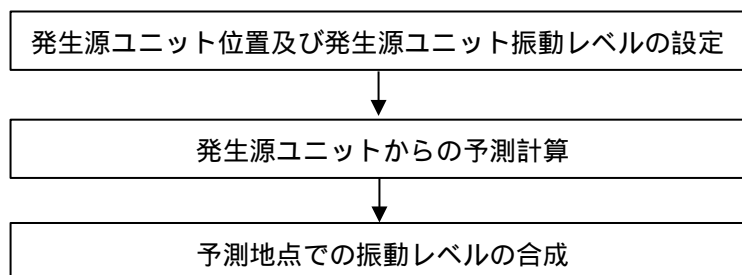 発生源ユニット位置及び発生源ユニット振動レベルの設定
発生源ユニットからの予測計算
予測地点での振動レベルの合成